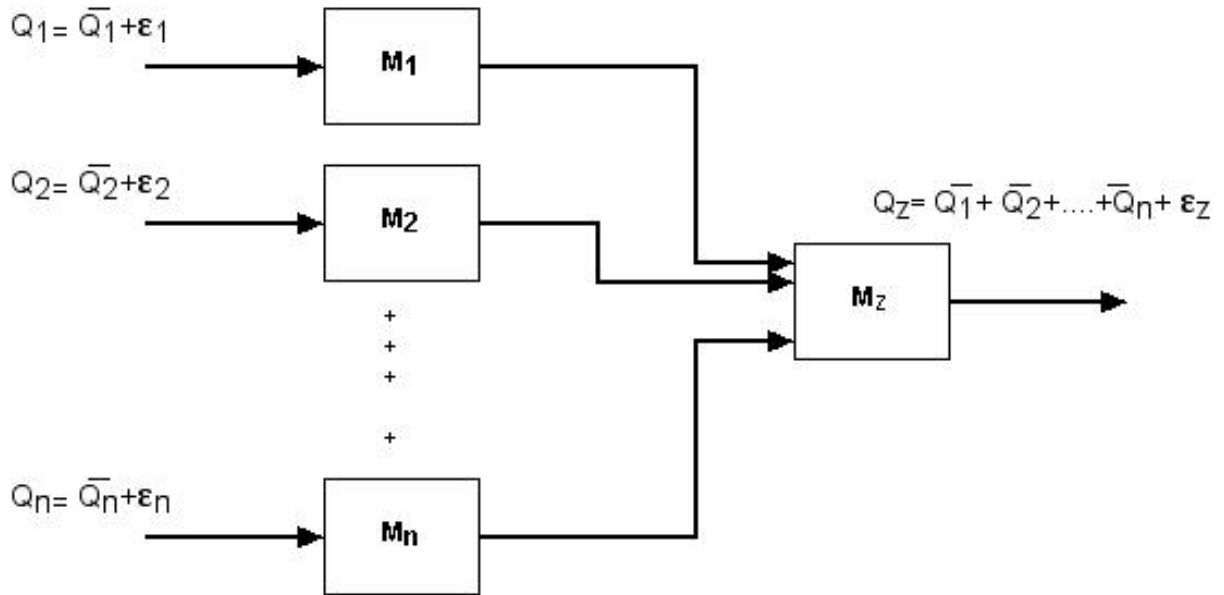 Q1= Q̅1+ε1
M1
Q2= Q̅2+ε2
M2
Qz= Q̅1+ Q̅2+....+Q̅n+ εz
Mz
+
+
+
+
Qn= Q̅n+εn
Mn